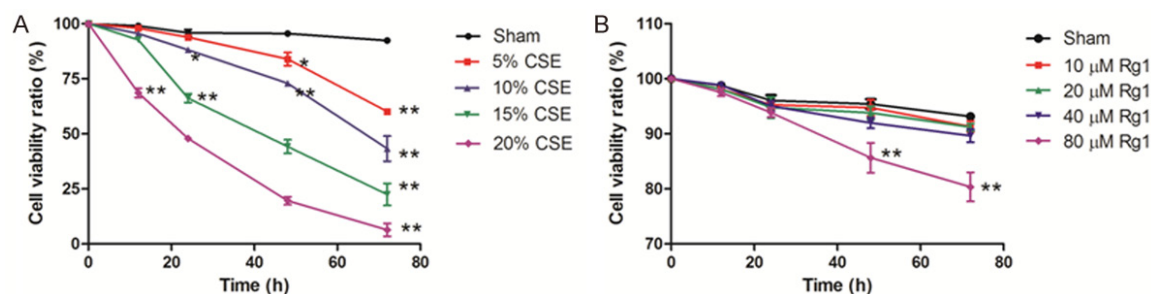 A
Cell viability ratio (%)
100
75
50
25
0
0 20 40 60 80
Time (h)
* ** ** * ** ** ** ** **
Sham
5% CSE
10% CSE
15% CSE
20% CSE
B
Cell viability ratio (%)
110
100
90
80
70
0 20 40 60 80
Time (h)
** **
Sham
10 μM Rg1
20 μM Rg1
40 μM Rg1
80 μM Rg1